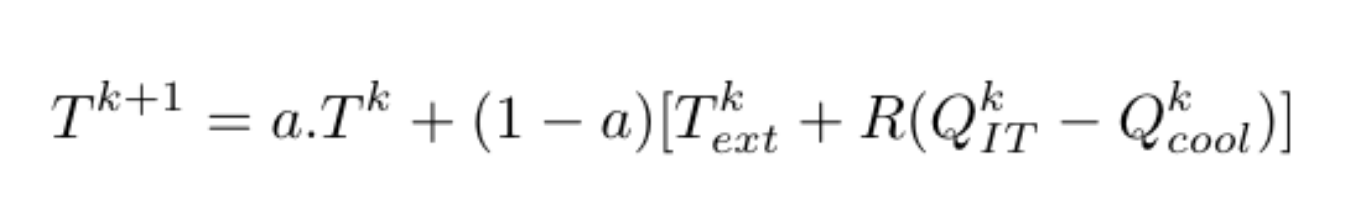 T^{k+1} = a.T^k + (1 − a)[T^k_{ext} + R(Q^k_{IT} − Q^k_{cool})]